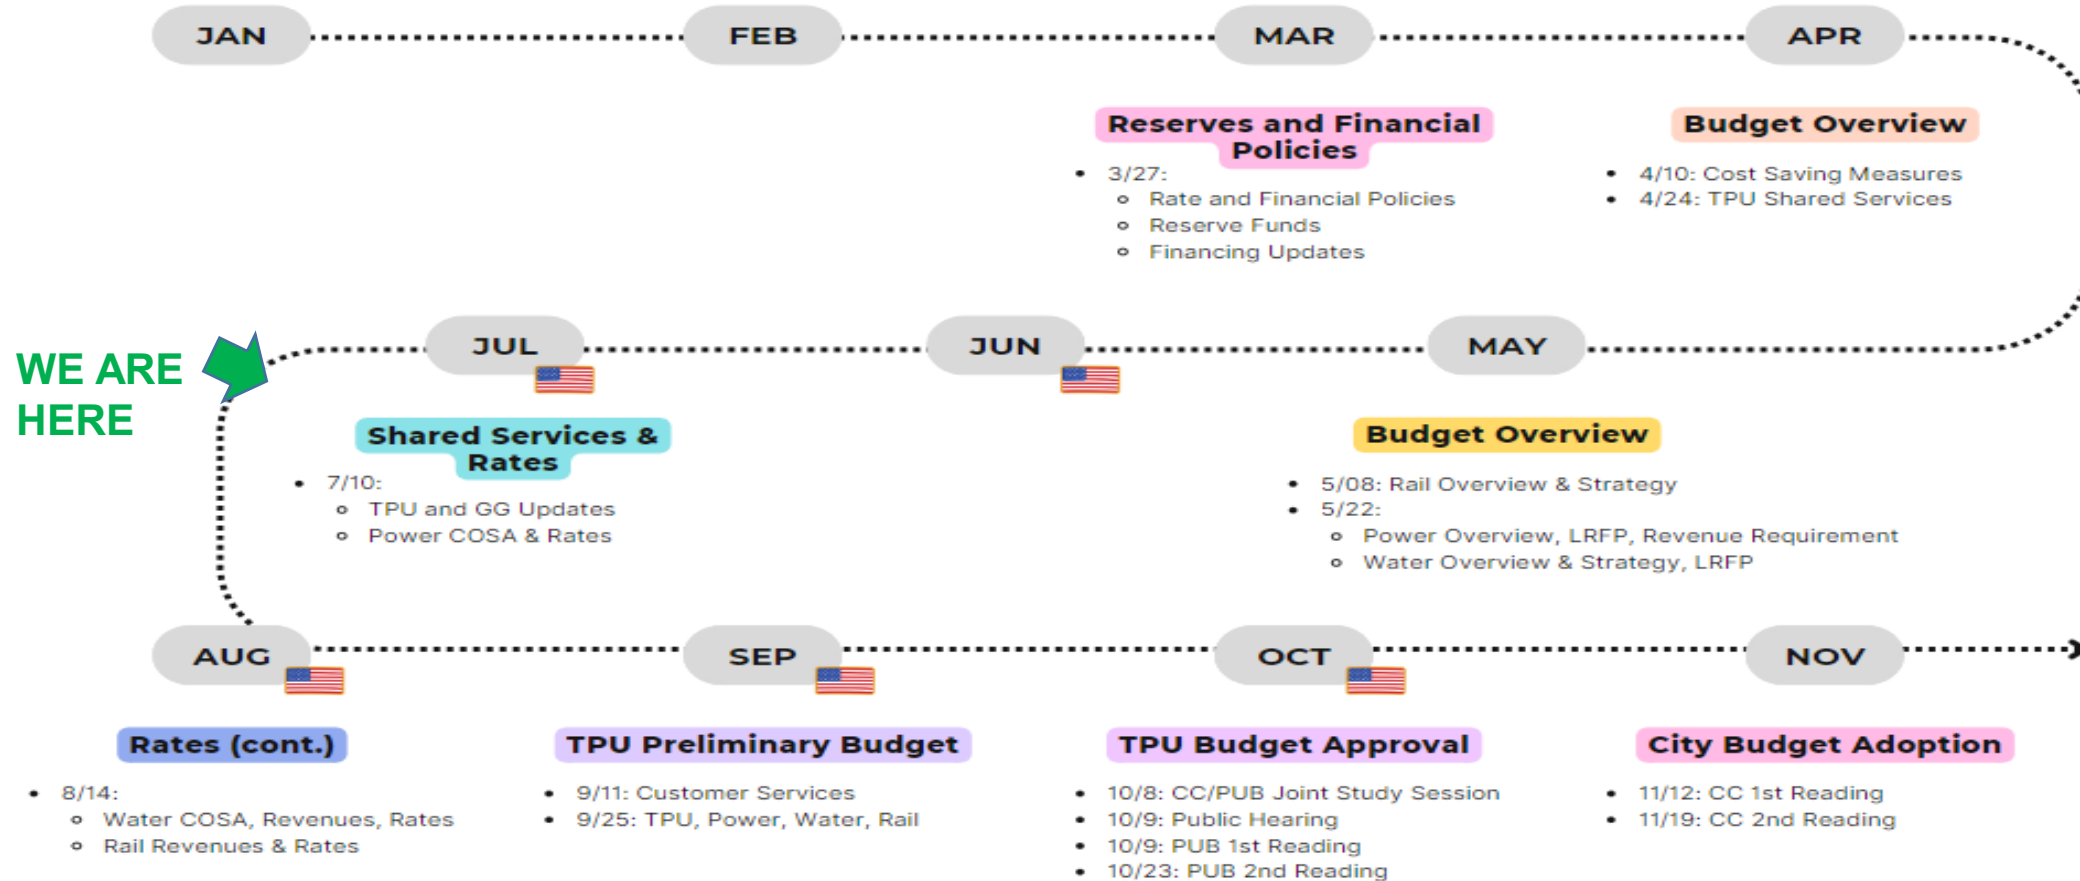 JAN
FEB
MAR
APR
Reserves and Financial
Policies
• 3/27:
◦ Rate and Financial Policies
◦ Reserve Funds
◦ Financing Updates
Budget Overview
• 4/10: Cost Saving Measures
• 4/24: TPU Shared Services
WE ARE
HERE
JUL
JUN
MAY
Shared Services &
Rates
• 7/10:
◦ TPU and GG Updates
◦ Power COSA & Rates
Budget Overview
• 5/08: Rail Overview & Strategy
• 5/22:
◦ Power Overview, LRFP, Revenue Requirement
◦ Water Overview & Strategy, LRFP
AUG
SEP
OCT
NOV
Rates (cont.)
• 8/14:
◦ Water COSA, Revenues, Rates
◦ Rail Revenues & Rates
TPU Preliminary Budget
• 9/11: Customer Services
• 9/25: TPU, Power, Water, Rail
TPU Budget Approval
• 10/8: CC/PUB Joint Study Session
• 10/9: Public Hearing
• 10/9: PUB 1st Reading
• 10/23: PUB 2nd Reading
City Budget Adoption
• 11/12: CC 1st Reading
• 11/19: CC 2nd Reading